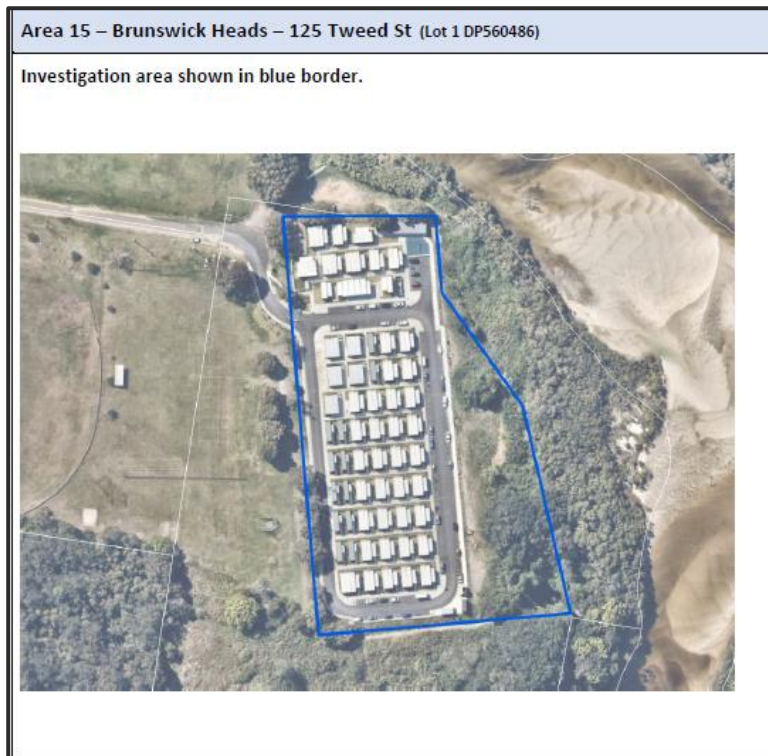 Area 15 – Brunswick Heads – 125 Tweed St (Lot 1 DP560486)
Investigation area shown in blue border.